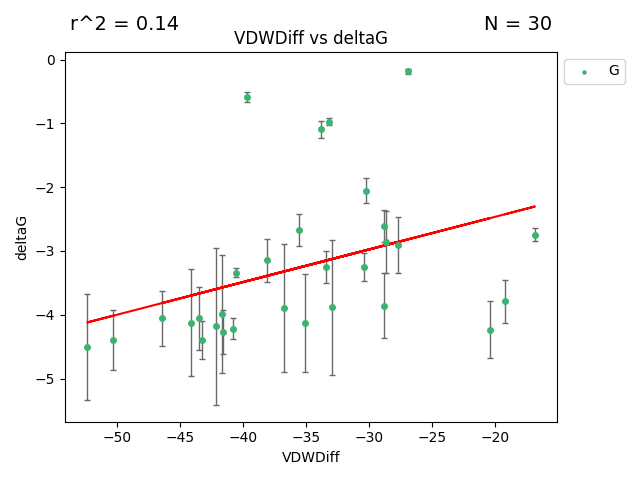 r^2 = 0.14
N = 30
VDWDiff vs deltaG
G
0
−1
−2
−3
−4
−5
deltaG
−50
−45
−40
−35
−30
−25
−20
VDWDiff